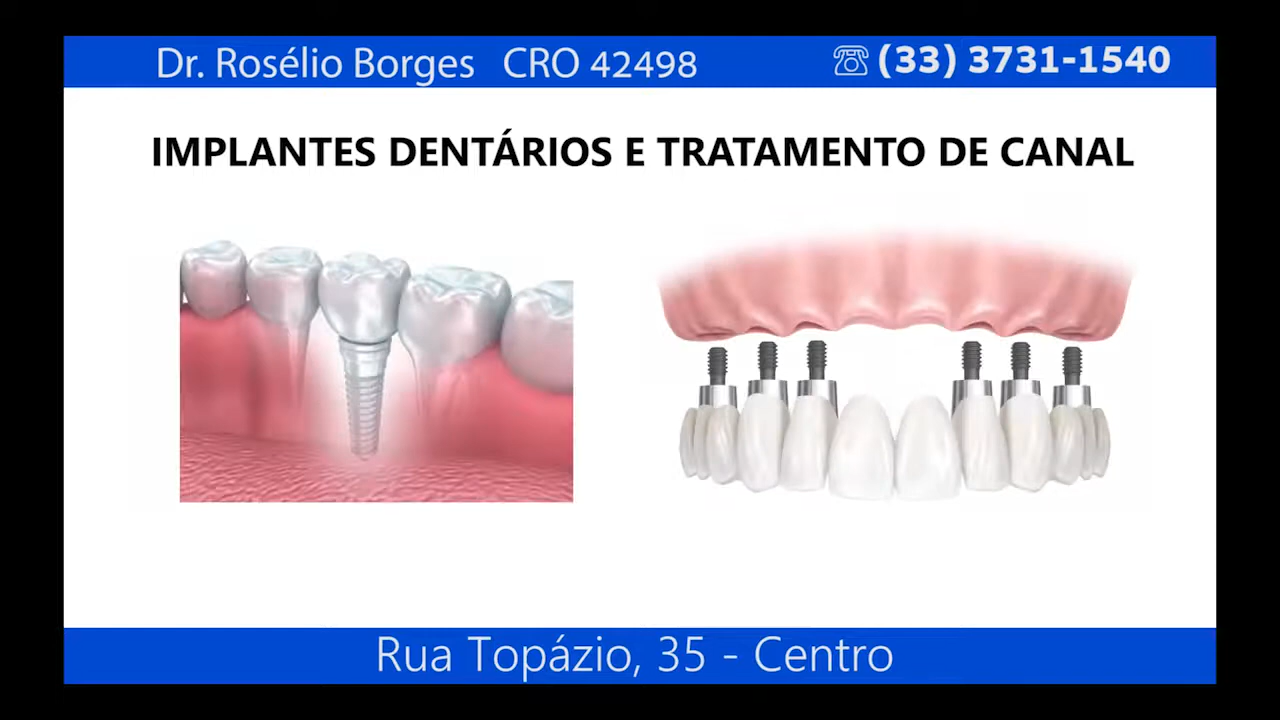 Dr. Rosélio Borges CRO 42498
(33) 3731-1540
IMPLANTES DENTÁRIOS E TRATAMENTO DE CANAL
Rua Topázio, 35 - Centro